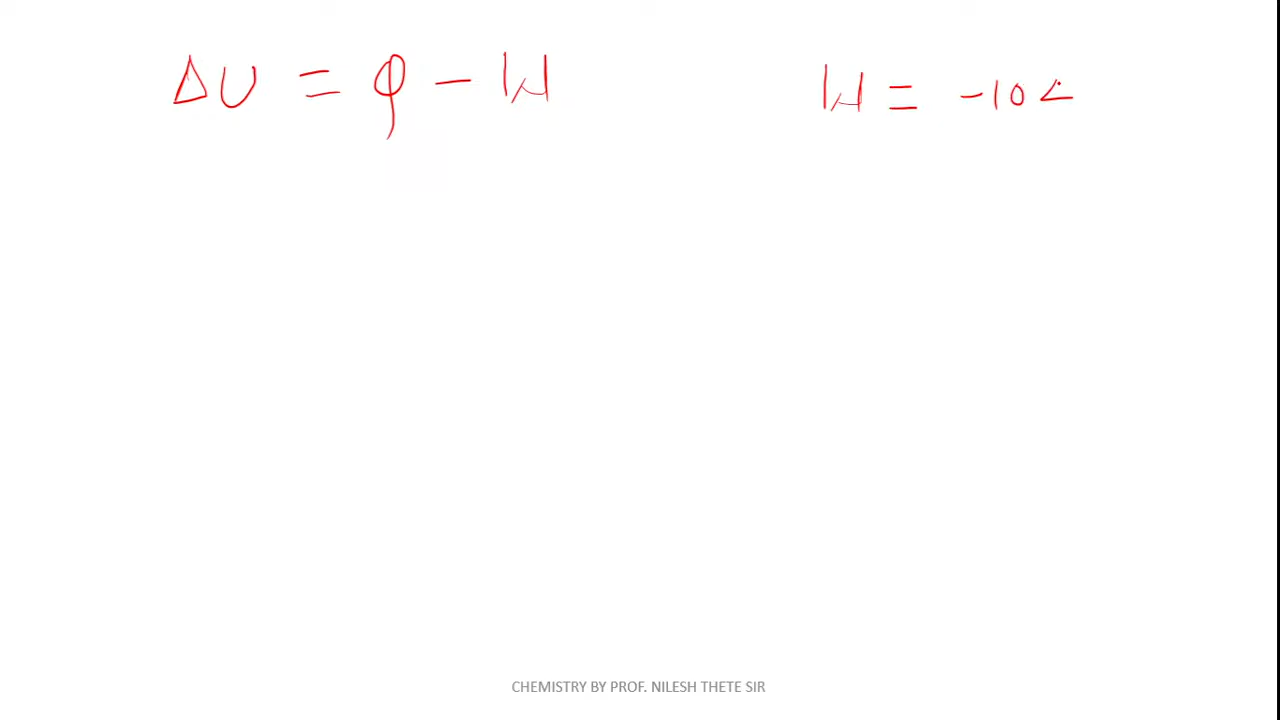 ΔU = Q - W W = -10
CHEMISTRY BY PROF. NILESH THETE SIR